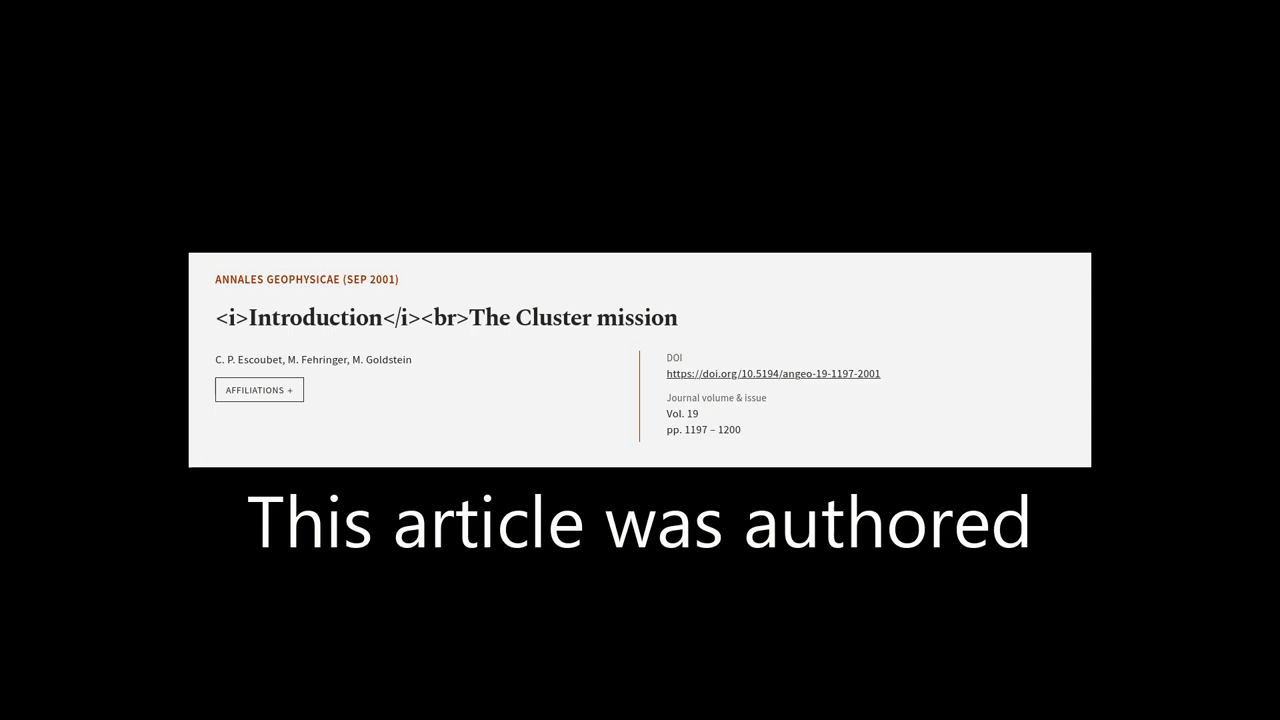 ANNALES GEOPHYSICAE (SEP 2001)
<i>Introduction</i><br>The Cluster mission
C. P. Escoubet, M. Fehringer, M. Goldstein
AFFILIATIONS +
DOI
https://doi.org/10.5194/angeo-19-1197-2001
Journal volume & issue
Vol. 19
pp. 1197 – 1200
This article was authored